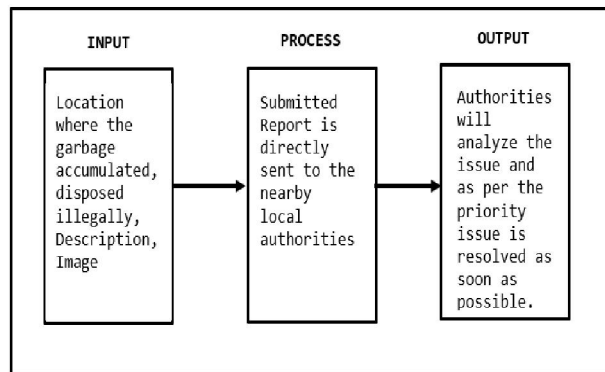 INPUT
Location
where the
garbage
accumulated,
disposed
illegally,
Description,
Image
PROCESS
Submitted
Report is
directly
sent to the
nearby
local
authorities
OUTPUT
Authorities
will
analyze the
issue and
as per the
priority
issue is
resolved as
soon as
possible.